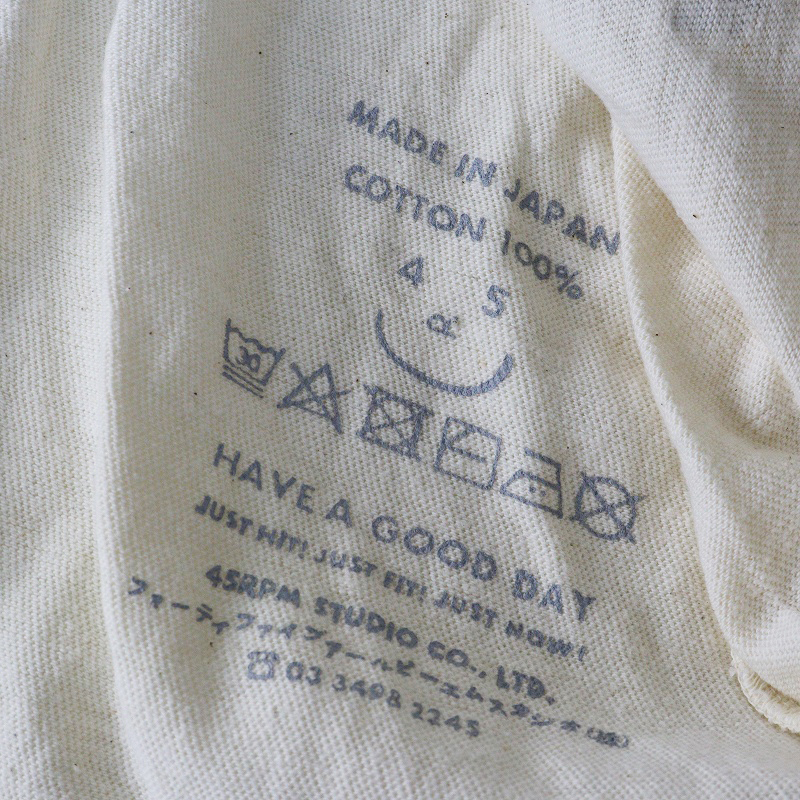 MADE IN JAPAN
COTTON 100%
4 5
R
30
HAVE A GOOD DAY
JUST HIT! JUST FIT! JUST NOW!
45RPM STUDIO CO., LTD.
フォーティファイブアールピーエムスタジオ(株)
☎ 03 3498 2245